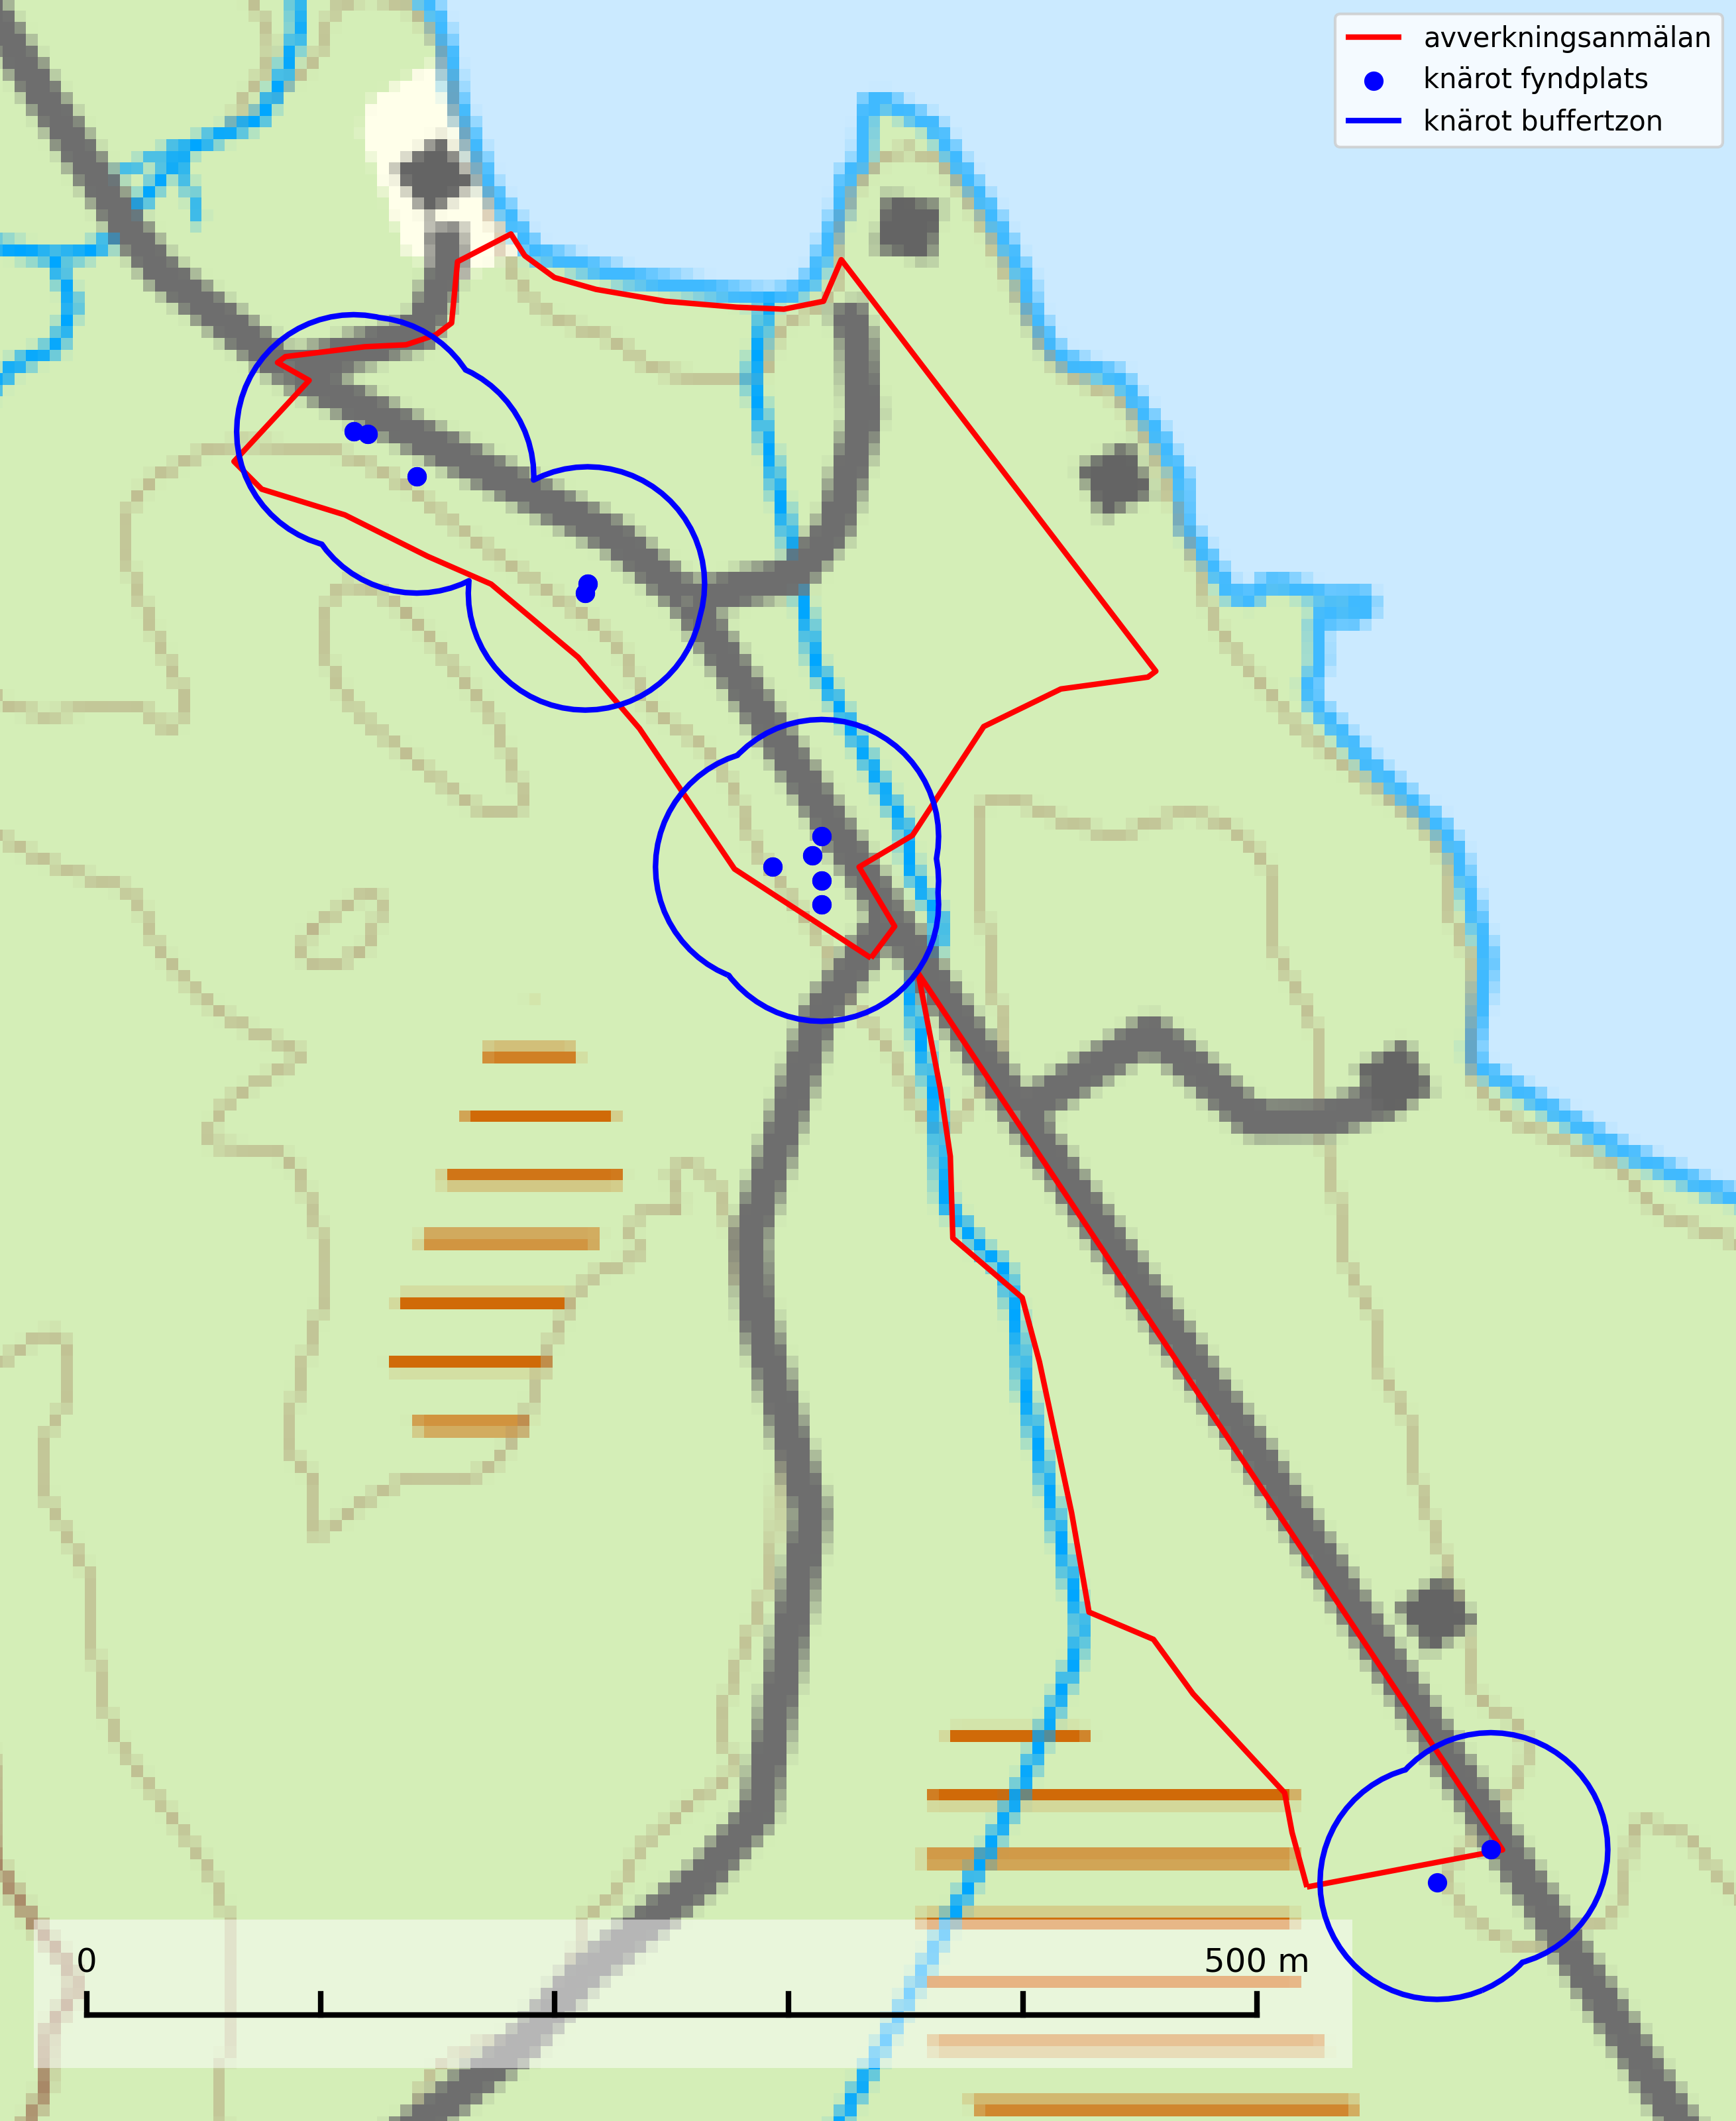 avverkningsanmälan
knärot fyndplats
knärot buffertzon
0
500 m